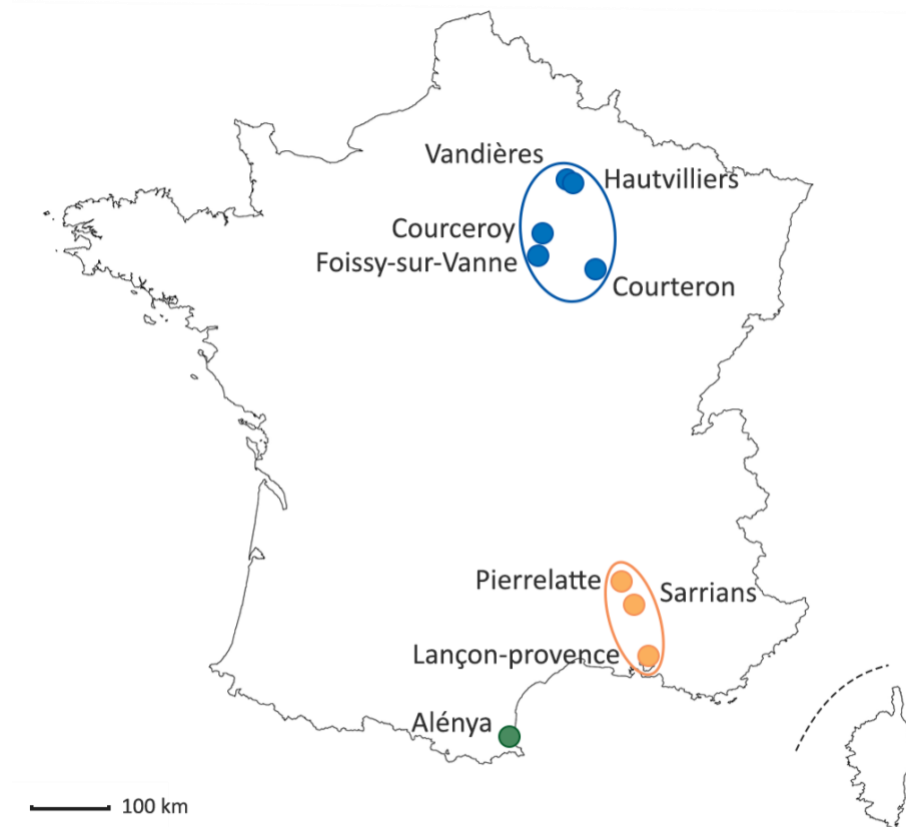 Vandières
Hautvilliers
Courceroy
Foissy-sur-Vanne
Courteron
Pierrelatte
Sarrians
Lançon-provence
Alénya
100 km